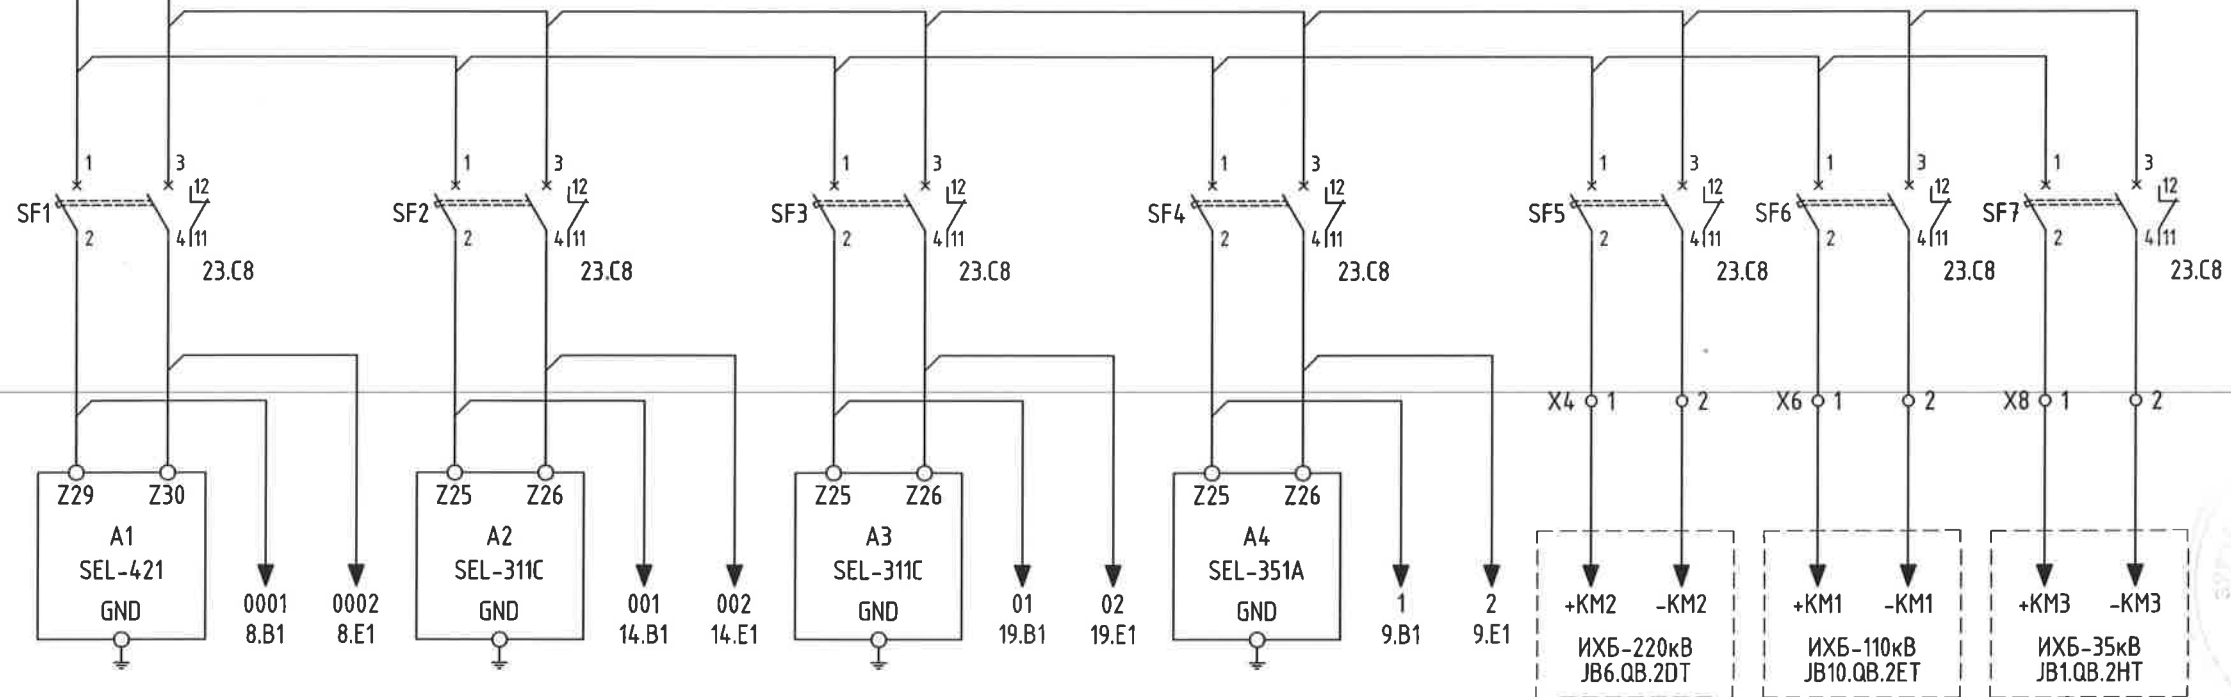 1 3 1 3 1 3 1 3 1 3 1 3 1 3
12 12 12 12 12 12 12
SF1 SF2 SF3 SF4 SF5 SF6 SF7
2 4 11 2 4 11 2 4 11 2 4 11 2 4 11 2 4 11 2 4 11
23.C8 23.C8 23.C8 23.C8 23.C8 23.C8 23.C8
X4 1 2 X6 1 2 X8 1 2
Z29 Z30 Z25 Z26 Z25 Z26 Z25 Z26
A1 A2 A3 A4
SEL-421 SEL-311C SEL-311C SEL-351A
GND 0001 0002 GND 001 002 GND 01 02 GND 1 2 +KM2 -KM2 +KM1 -KM1 +KM3 -KM3
8.B1 8.E1 14.B1 14.E1 19.B1 19.E1 9.B1 9.E1
ИХБ-220кВ ИХБ-110кВ ИХБ-35кВ
JB6.QB.2DT JB10.QB.2ET JB1.QB.2HT